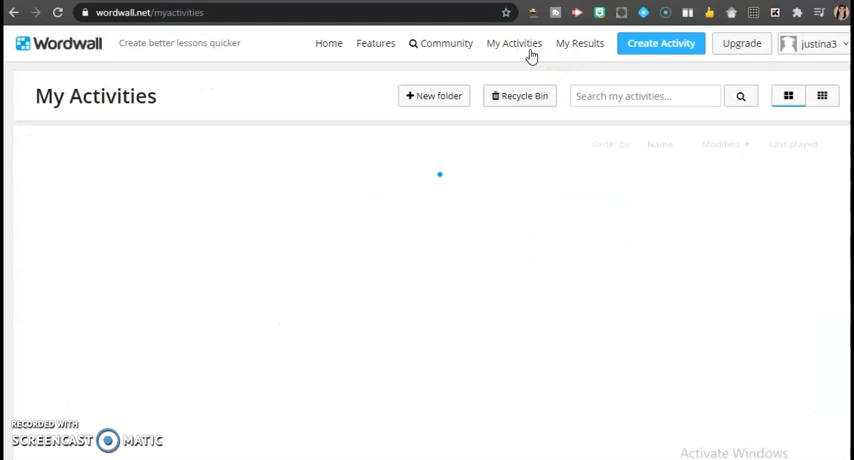 wordwall.net/myactivities
Wordwall Create better lessons quicker Home Features Community My Activities My Results Create Activity Upgrade justina3
My Activities New folder Recycle Bin Search my activities...
Order by: Name Modified Last played
RECORDED WITH
SCREENCAST MATIC
Activate Windows